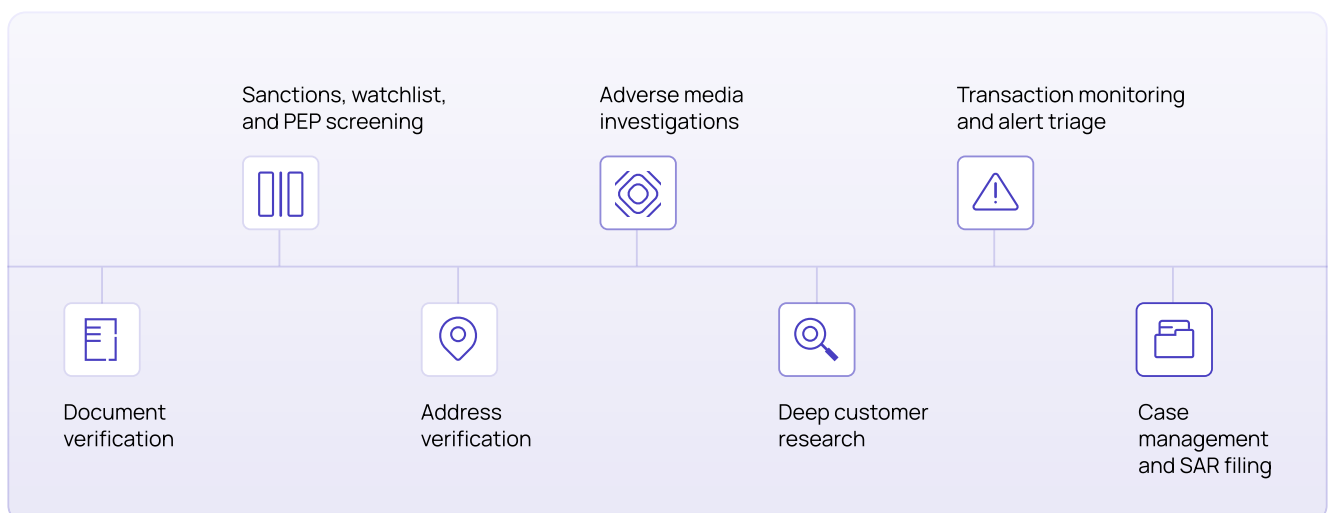 Sanctions, watchlist,
and PEP screening
Adverse media
investigations
Transaction monitoring
and alert triage
Document
verification
Address
verification
Deep customer
research
Case
management
and SAR filing